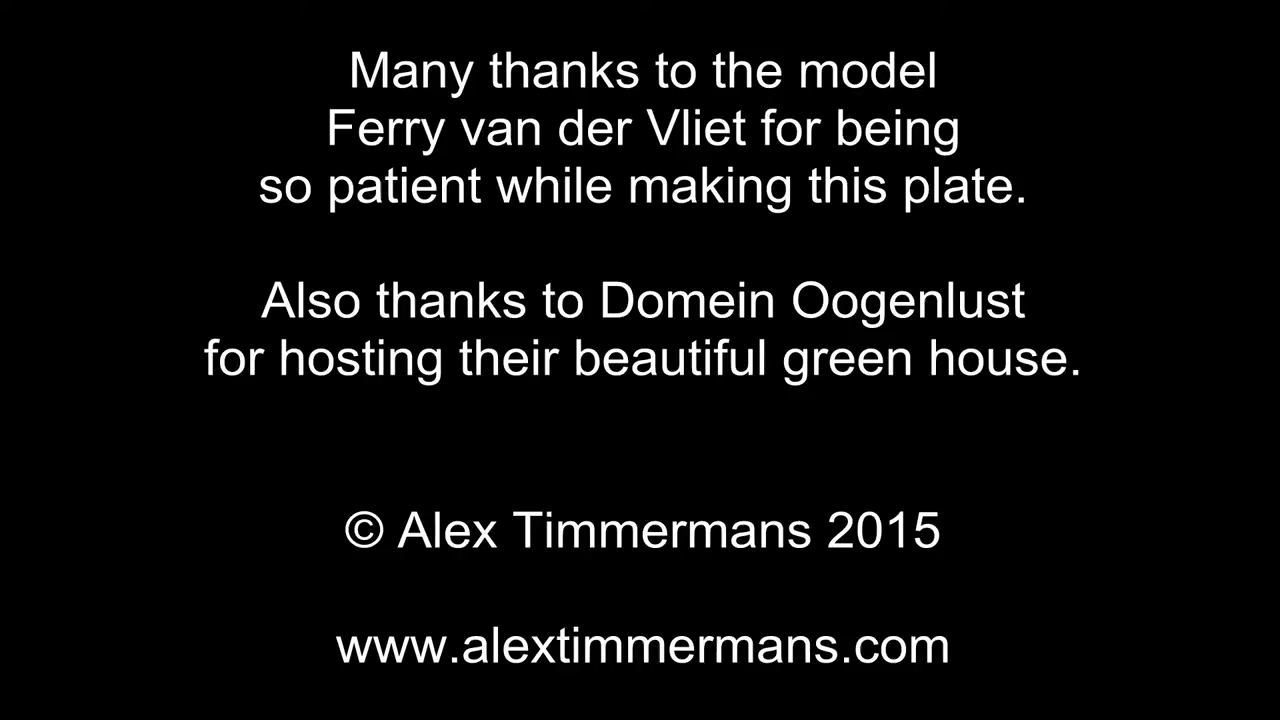 Many thanks to the model
Ferry van der Vliet for being
so patient while making this plate.
Also thanks to Domein Oogenlust
for hosting their beautiful green house.
© Alex Timmermans 2015
www.alextimmermans.com